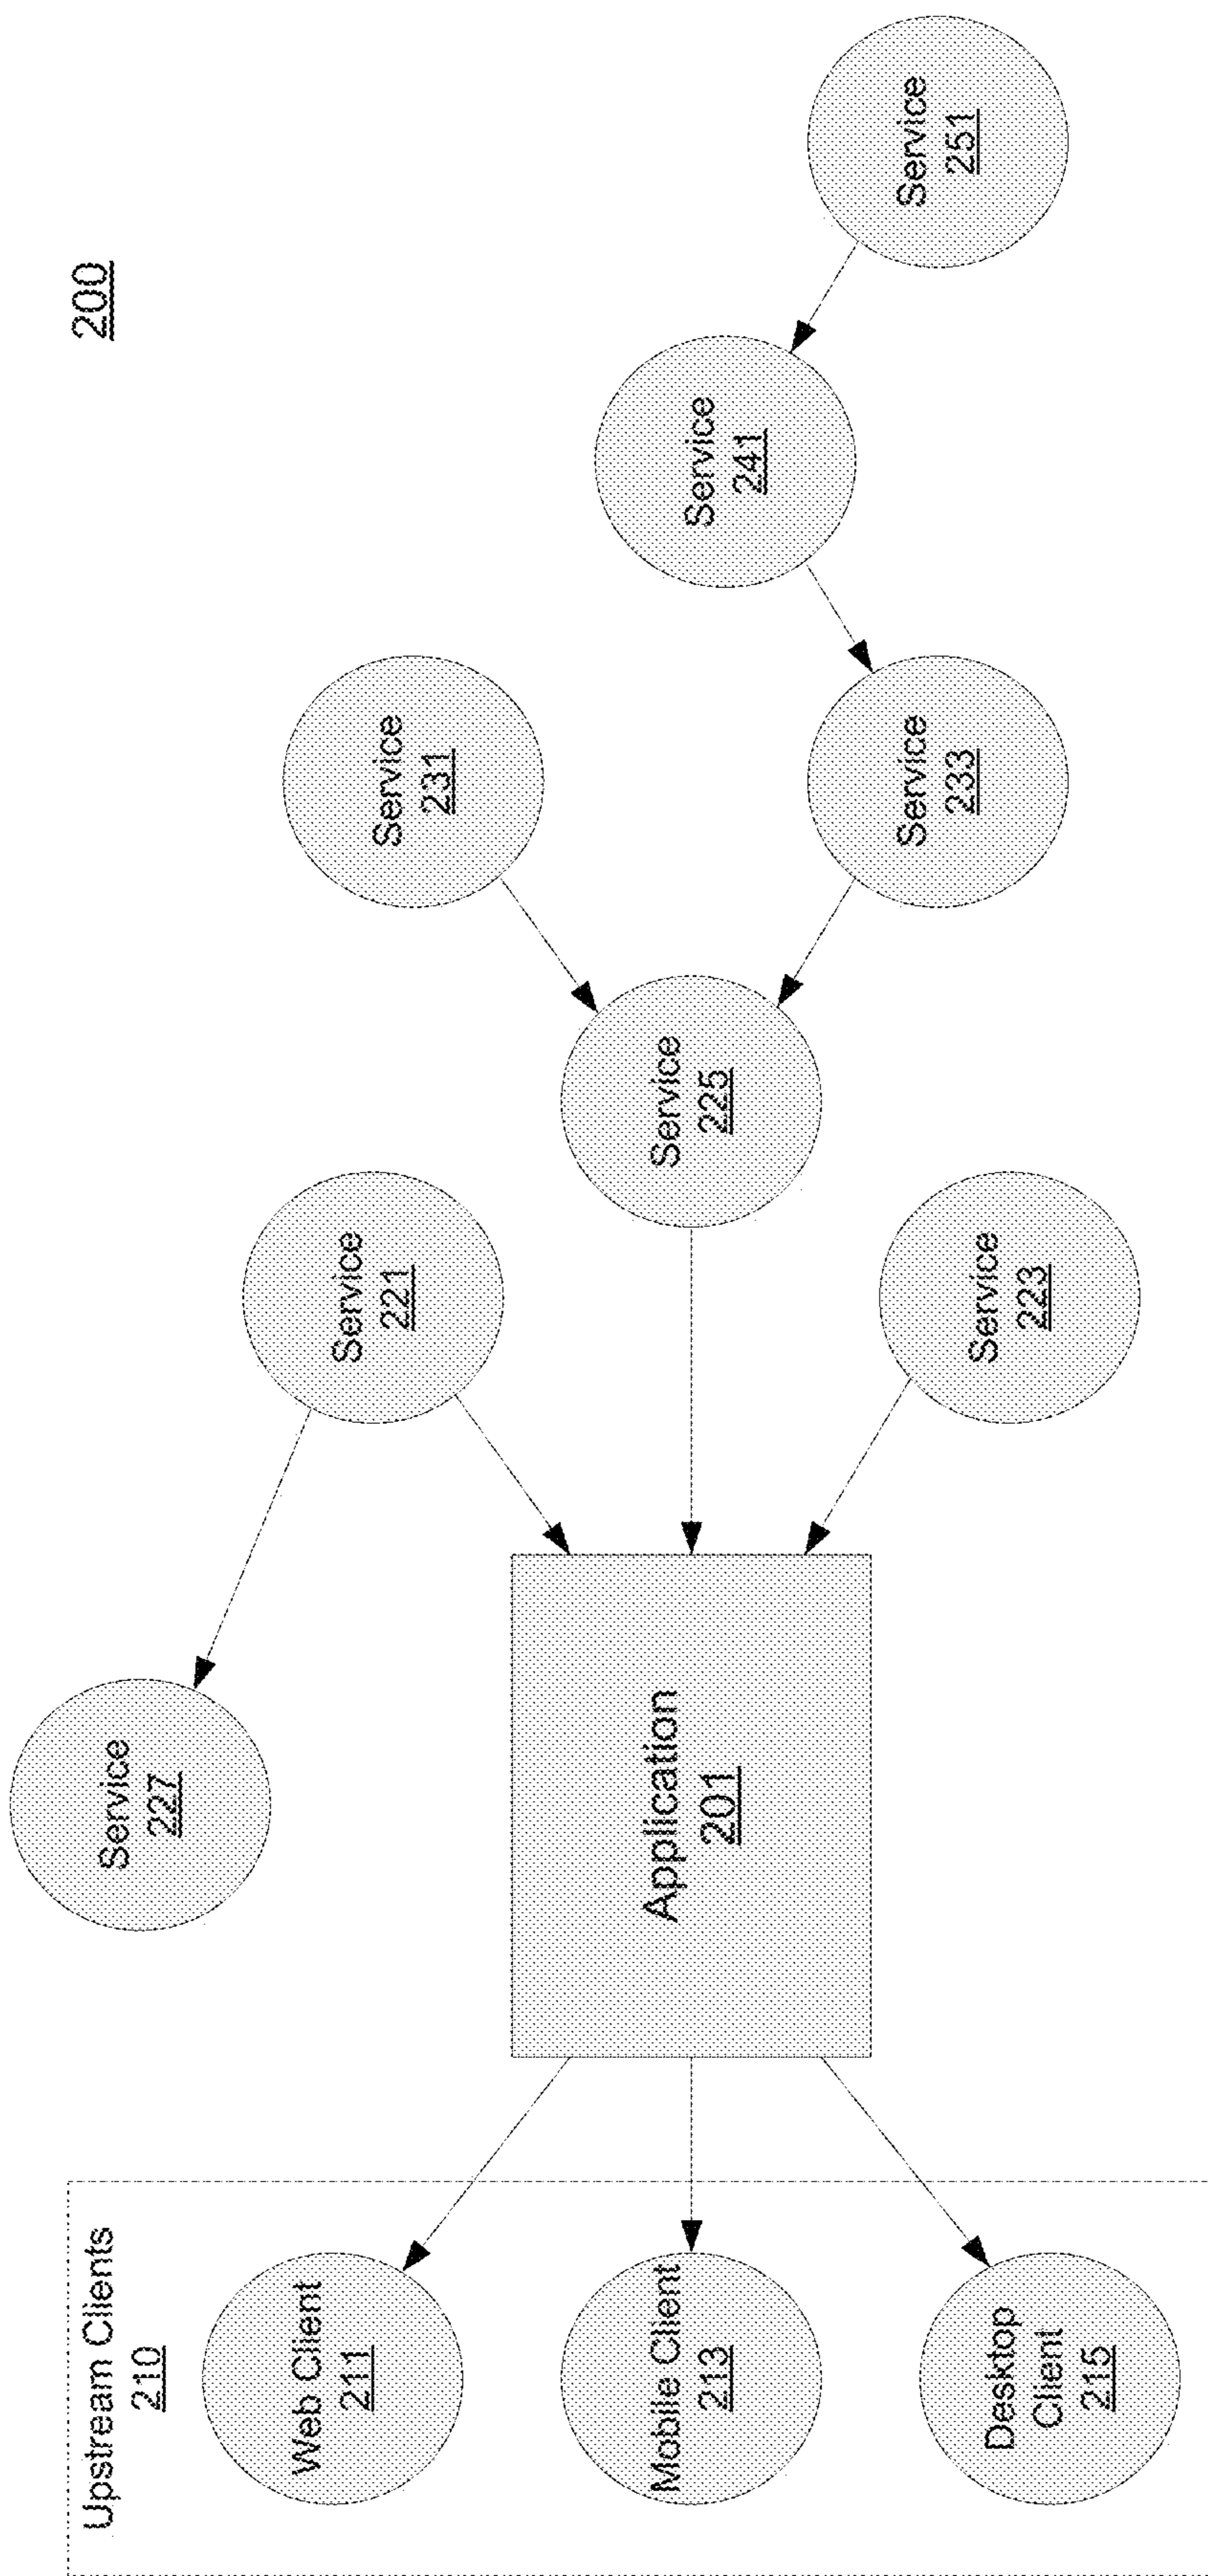 200
Upstream Clients
210
Web Client
211
Mobile Client
213
Desktop
Client
215
Application
201
Service
227
Service
221
Service
223
Service
225
Service
231
Service
233
Service
241
Service
251